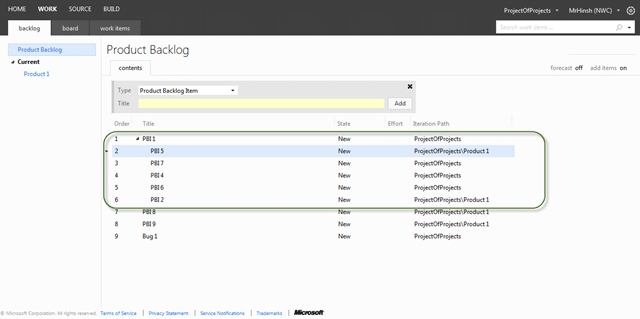 HOME WORK SOURCE BUILD ProjectOfProjects MrHinsh (NWC)
backlog board work items Search work items...
Product Backlog
Current
Product 1
Product Backlog
contents forecast off add items on
Type Product Backlog Item
Title Add
Order Title State Effort Iteration Path
1 PBI 1 New ProjectOfProjects
2 PBI 5 New ProjectOfProjects\Product 1
3 PBI 7 New ProjectOfProjects
4 PBI 4 New ProjectOfProjects
5 PBI 6 New ProjectOfProjects
6 PBI 2 New ProjectOfProjects\Product 1
7 PBI 8 New ProjectOfProjects\Product 1
8 PBI 9 New ProjectOfProjects\Product 1
9 Bug 1 New ProjectOfProjects
© Microsoft Corporation. All rights reserved. Terms of Service | Privacy Statement | Service Notifications | Trademarks | Microsoft